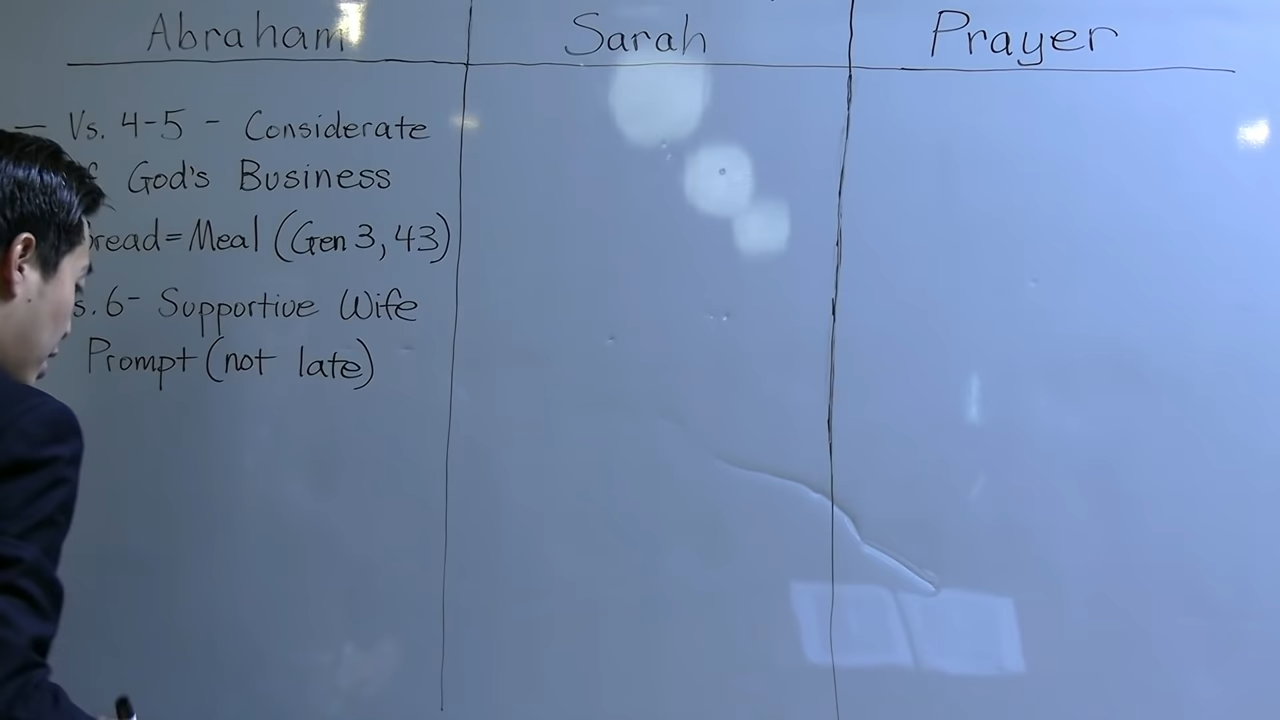 Abraham Sarah Prayer
— Vs. 4-5 - Considerate
God's Business
Bread=Meal (Gen 3, 43)
s. 6- Supportive Wife
Prompt (not late)